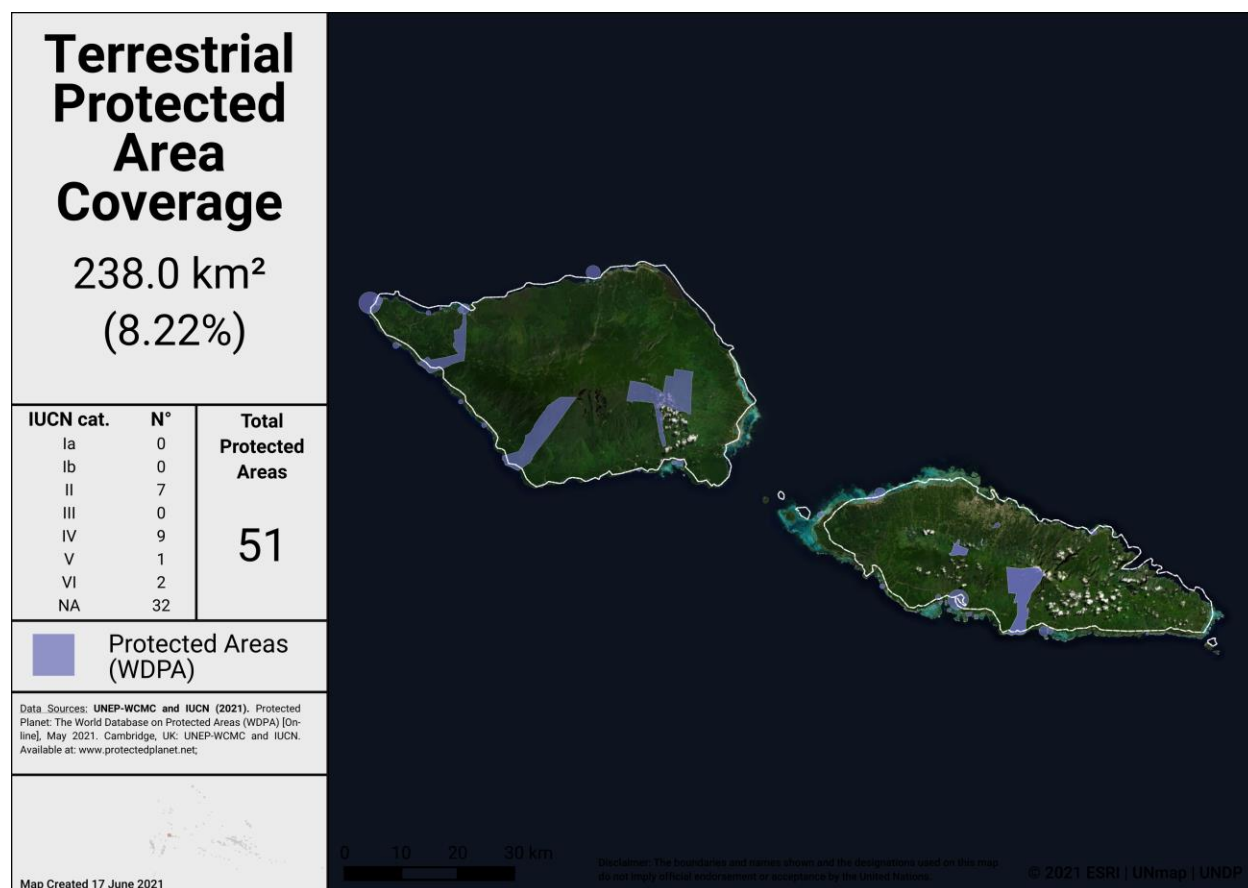 Terrestrial
Protected
Area
Coverage
238.0 km²
(8.22%)
IUCN cat. N°
Ia 0
Ib 0
II 7
III 0
IV 9
V 1
VI 2
NA 32
Total
Protected
Areas
51
Protected Areas
(WDPA)
Data Sources: UNEP-WCMC and IUCN (2021). Protected
Planet: The World Database on Protected Areas (WDPA) [On-
line], May 2021. Cambridge, UK: UNEP-WCMC and IUCN.
Available at: www.protectedplanet.net;
Map Created 17 June 2021
0 10 20 30 km
Disclaimer: The boundaries and names shown and the designations used on this map
do not imply official endorsement or acceptance by the United Nations.
© 2021 ESRI | UNmap | UNDP